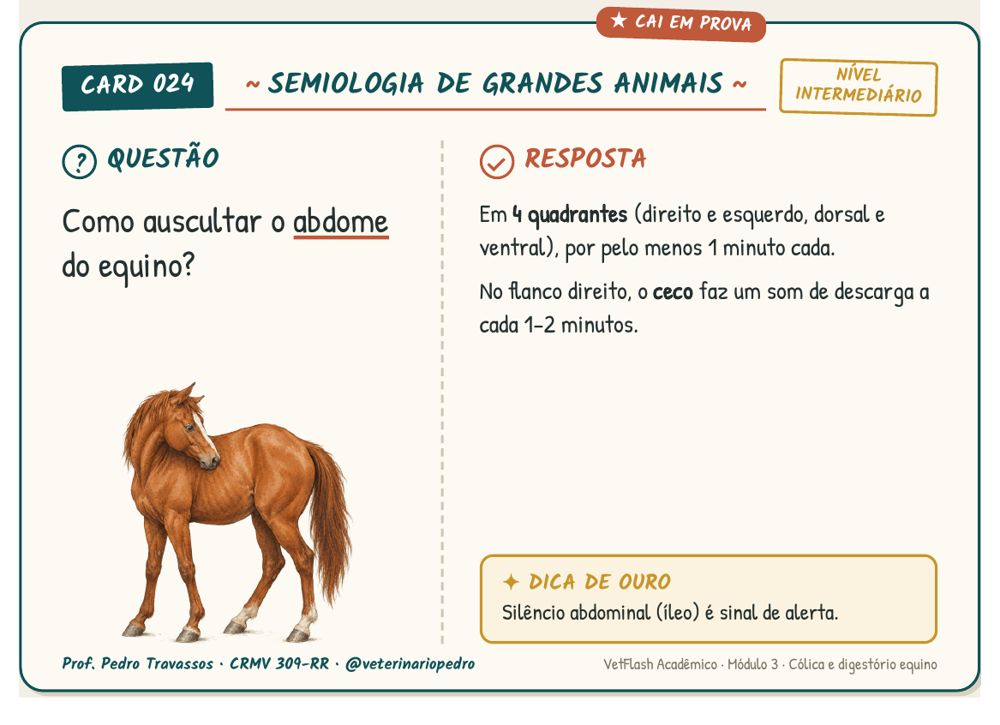 ★ CAI EM PROVA
CARD 024
~ SEMIOLOGIA DE GRANDES ANIMAIS ~
NÍVEL
INTERMEDIÁRIO
? QUESTÃO
Como auscultar o abdome
do equino?
RESPOSTA
Em 4 quadrantes (direito e esquerdo, dorsal e
ventral), por pelo menos 1 minuto cada.
No flanco direito, o ceco faz um som de descarga a
cada 1–2 minutos.
✦ DICA DE OURO
Silêncio abdominal (íleo) é sinal de alerta.
Prof. Pedro Travassos · CRMV 309-RR · @veterinariopedro
VetFlash Acadêmico · Módulo 3 · Cólica e digestório equino